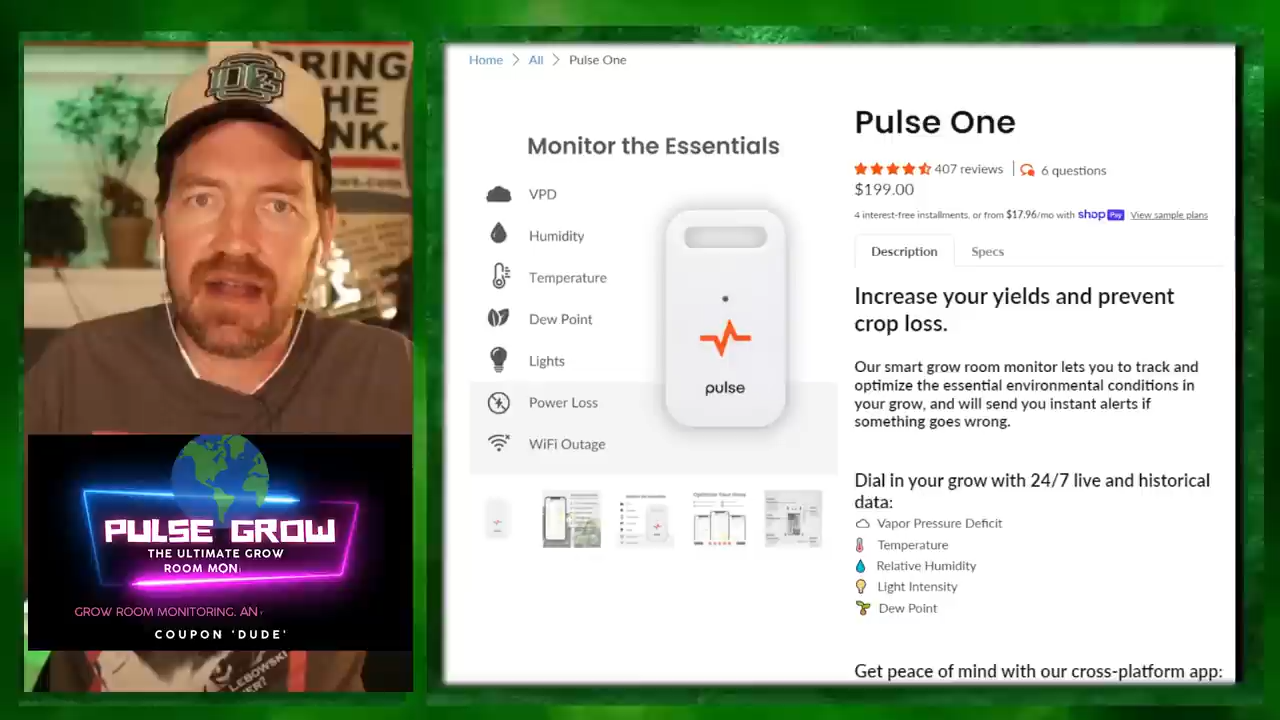 BRING
THE
NK.
PULSE GROW
THE ULTIMATE GROW
ROOM MON
GROW ROOM MONITORING. AN
COUPON 'DUDE'
LEBOWSKI
Home > All > Pulse One
Monitor the Essentials
VPD
Humidity
Temperature
Dew Point
Lights
Power Loss
WiFi Outage
pulse
Pulse One
407 reviews | 6 questions
$199.00
4 interest-free installments, or from $17.96/mo with shop Pay View sample plans
Description Specs
Increase your yields and prevent
crop loss.
Our smart grow room monitor lets you to track and
optimize the essential environmental conditions in
your grow, and will send you instant alerts if
something goes wrong.
Dial in your grow with 24/7 live and historical
data:
Vapor Pressure Deficit
Temperature
Relative Humidity
Light Intensity
Dew Point
Get peace of mind with our cross-platform app: